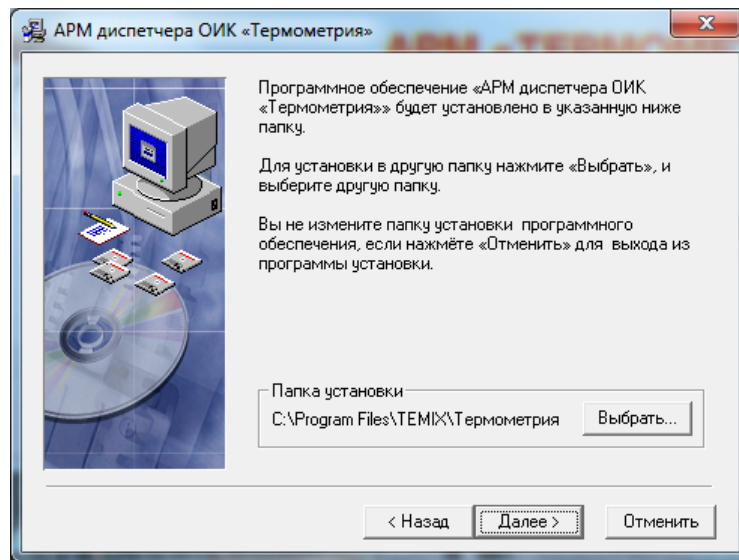 АРМ диспетчера ОИК «Термометрия»
Программное обеспечение «АРМ диспетчера ОИК
«Термометрия»» будет установлено в указанную ниже
папку.
Для установки в другую папку нажмите «Выбрать», и
выберите другую папку.
Вы не измените папку установки программного
обеспечения, если нажмёте «Отменить» для выхода из
программы установки.
Папка установки
C:\Program Files\TEMIX\Термометрия
Выбрать...
< Назад
Далее >
Отменить